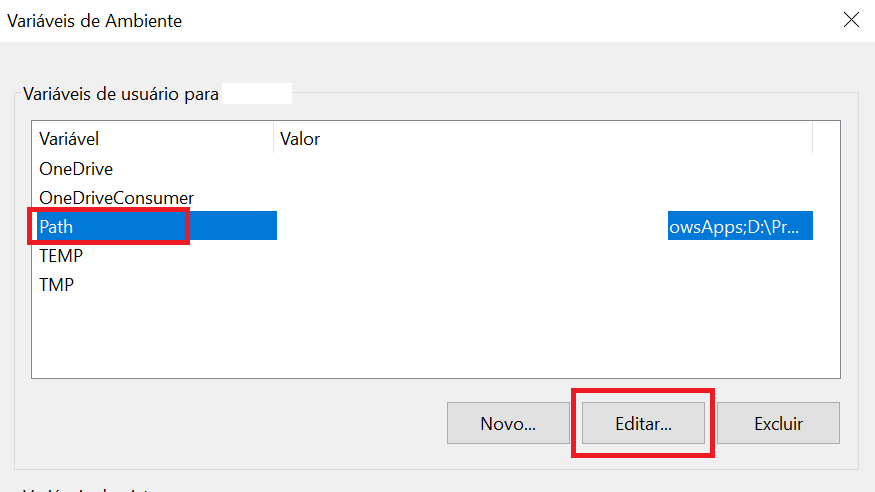 Variáveis de Ambiente
Variáveis de usuário para
Variável Valor
OneDrive
OneDriveConsumer
Path owsApps;D:\Pr...
TEMP
TMP
Novo... Editar... Excluir